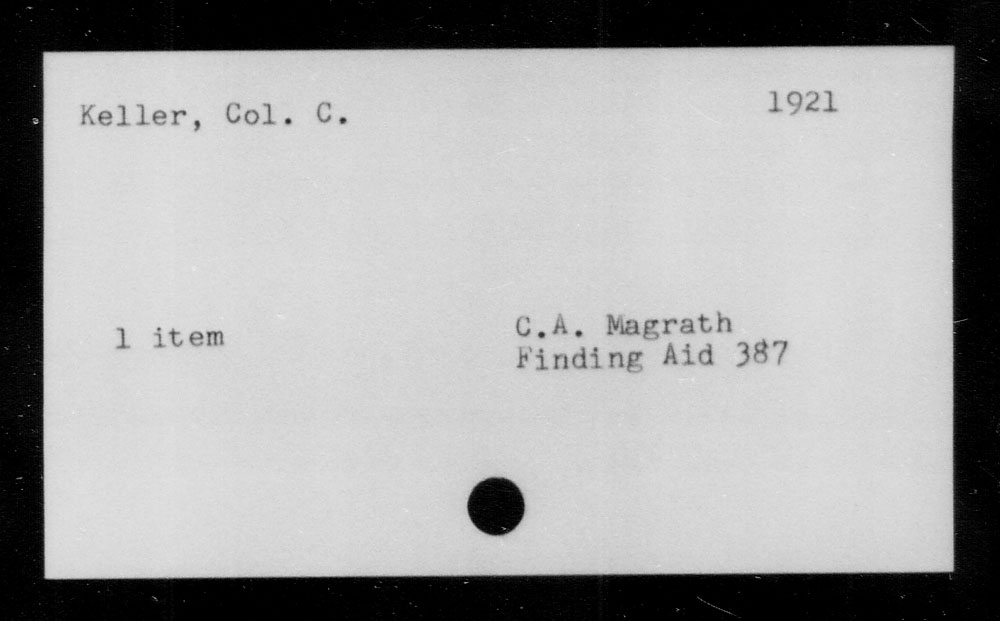 Keller, Col. C.
1921
1 item
C.A. Magrath
Finding Aid 387